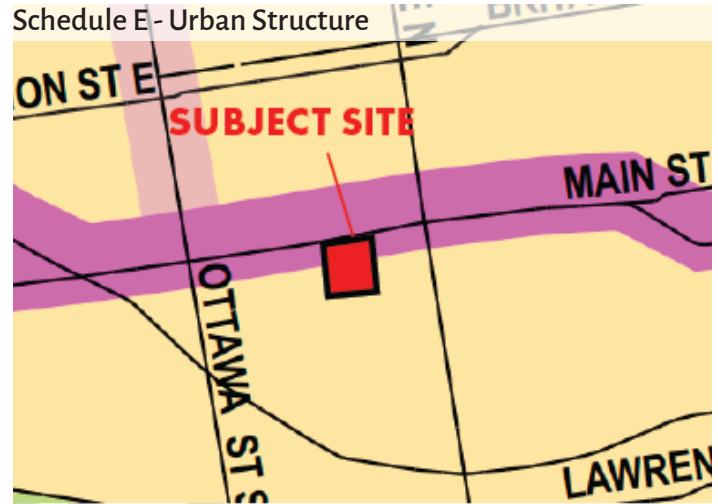 Schedule E - Urban Structure
ON ST E
SUBJECT SITE
MAIN ST
OTTAWA ST S
LAWREN